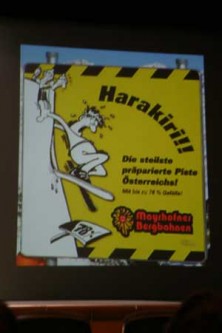 Harakiri!!
Die steilste
präparierte Piste
Österreichs!
Mit bis zu 78 % Gefälle!
78%
Mayrhofner
Bergbahnen